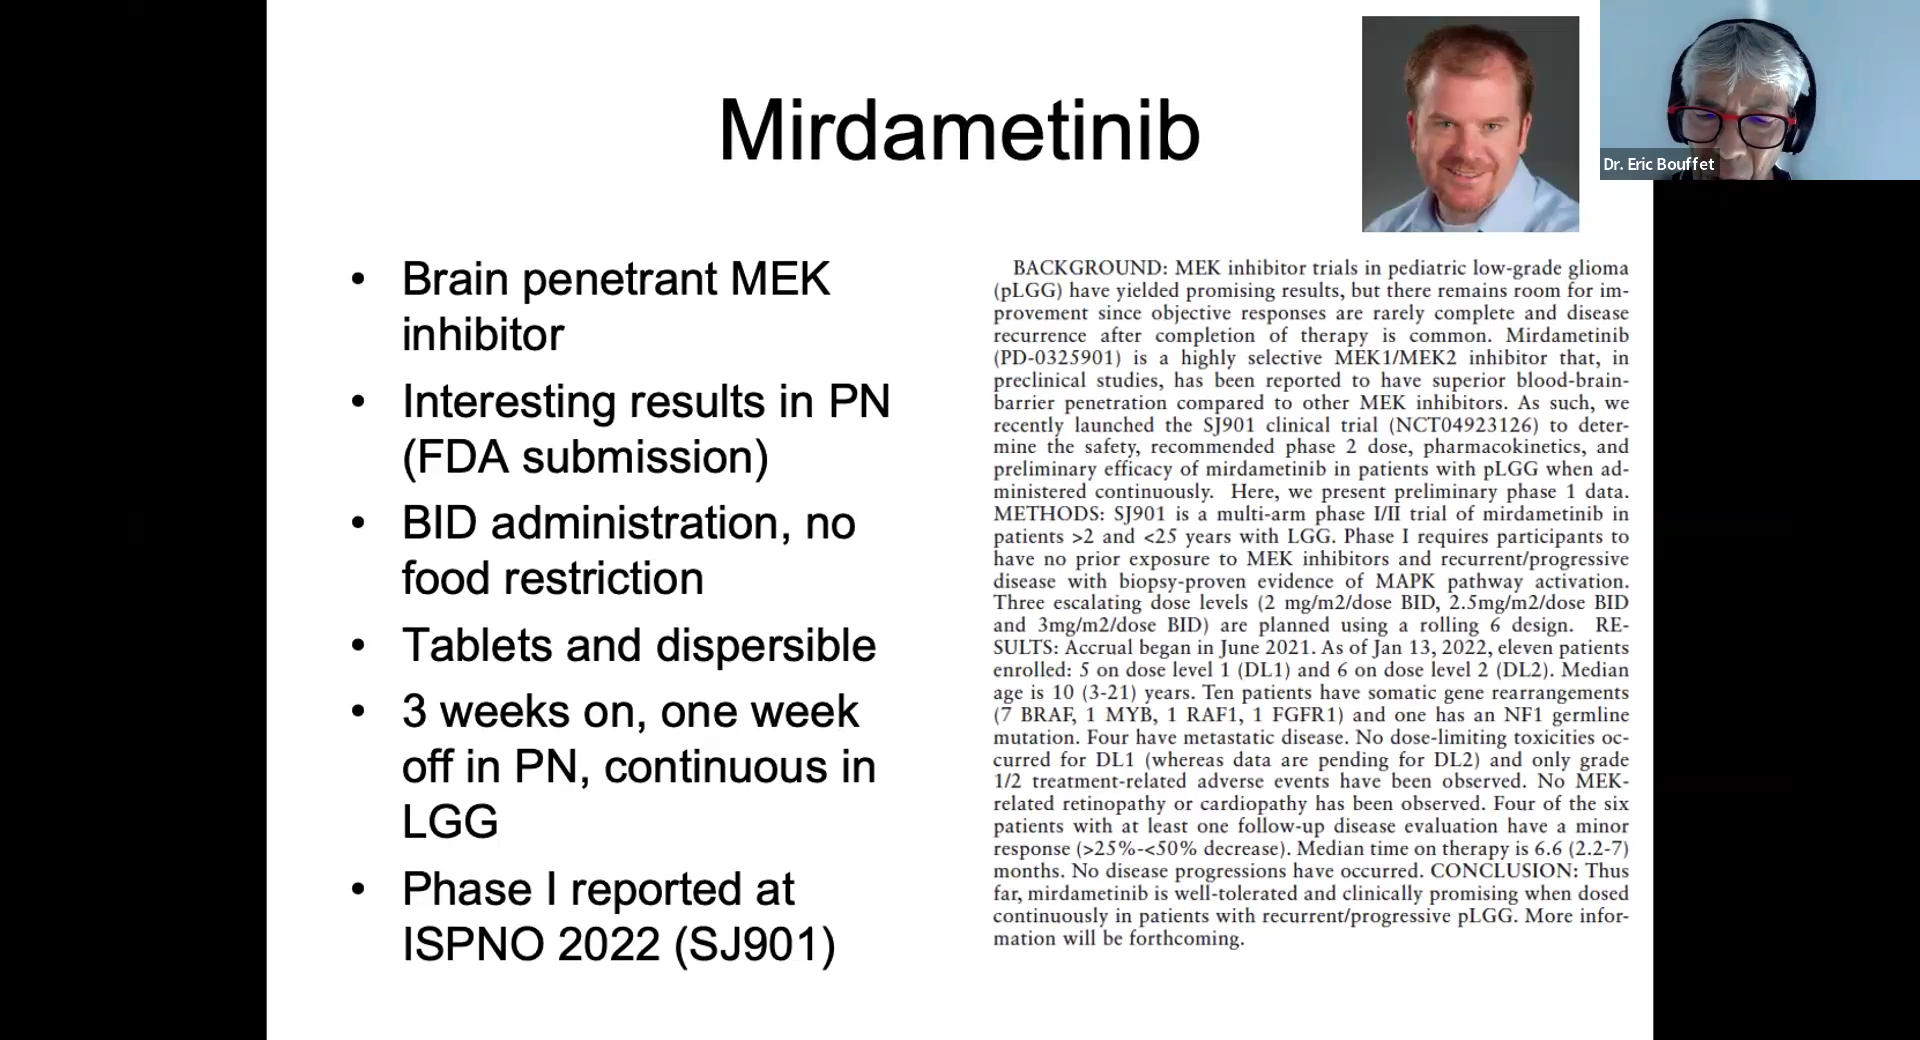 Mirdametinib
Dr. Eric Bouffet
• Brain penetrant MEK
inhibitor
• Interesting results in PN
(FDA submission)
• BID administration, no
food restriction
• Tablets and dispersible
• 3 weeks on, one week
off in PN, continuous in
LGG
• Phase I reported at
ISPNO 2022 (SJ901)
BACKGROUND: MEK inhibitor trials in pediatric low-grade glioma
(pLGG) have yielded promising results, but there remains room for im-
provement since objective responses are rarely complete and disease
recurrence after completion of therapy is common. Mirdametinib
(PD-0325901) is a highly selective MEK1/MEK2 inhibitor that, in
preclinical studies, has been reported to have superior blood-brain-
barrier penetration compared to other MEK inhibitors. As such, we
recently launched the SJ901 clinical trial (NCT04923126) to deter-
mine the safety, recommended phase 2 dose, pharmacokinetics, and
preliminary efficacy of mirdametinib in patients with pLGG when ad-
ministered continuously. Here, we present preliminary phase 1 data.
METHODS: SJ901 is a multi-arm phase I/II trial of mirdametinib in
patients >2 and <25 years with LGG. Phase I requires participants to
have no prior exposure to MEK inhibitors and recurrent/progressive
disease with biopsy-proven evidence of MAPK pathway activation.
Three escalating dose levels (2 mg/m2/dose BID, 2.5mg/m2/dose BID
and 3mg/m2/dose BID) are planned using a rolling 6 design. RE-
SULTS: Accrual began in June 2021. As of Jan 13, 2022, eleven patients
enrolled: 5 on dose level 1 (DL1) and 6 on dose level 2 (DL2). Median
age is 10 (3-21) years. Ten patients have somatic gene rearrangements
(7 BRAF, 1 MYB, 1 RAF1, 1 FGFR1) and one has an NF1 germline
mutation. Four have metastatic disease. No dose-limiting toxicities oc-
curred for DL1 (whereas data are pending for DL2) and only grade
1/2 treatment-related adverse events have been observed. No MEK-
related retinopathy or cardiopathy has been observed. Four of the six
patients with at least one follow-up disease evaluation have a minor
response (>25%-<50% decrease). Median time on therapy is 6.6 (2.2-7)
months. No disease progressions have occurred. CONCLUSION: Thus
far, mirdametinib is well-tolerated and clinically promising when dosed
continuously in patients with recurrent/progressive pLGG. More infor-
mation will be forthcoming.